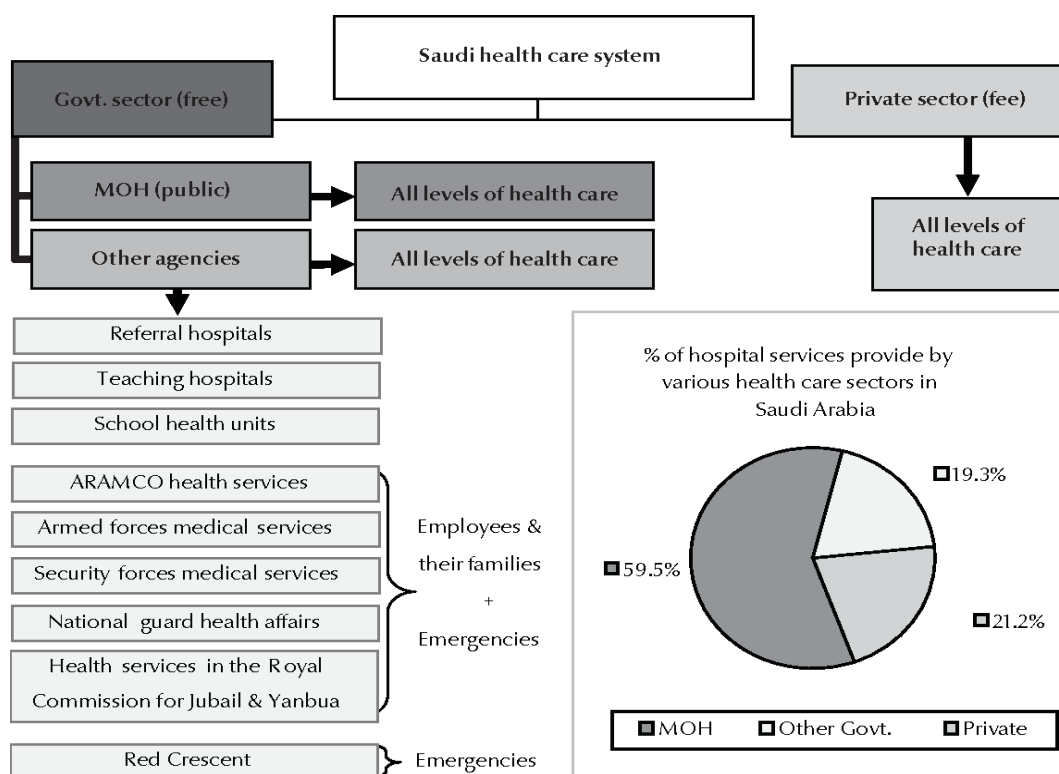 Saudi health care system
Govt. sector (free)
Private sector (fee)
MOH (public)
All levels of health care
Other agencies
All levels of health care
All levels of
health care
Referral hospitals
Teaching hospitals
School health units
ARAMCO health services
Armed forces medical services
Security forces medical services
National guard health affairs
Health services in the Royal
Commission for Jubail & Yanbua
Employees &
their families
+
Emergencies
Red Crescent
Emergencies
% of hospital services provide by
various health care sectors in
Saudi Arabia
19.3%
59.5%
21.2%
MOH
Other Govt.
Private